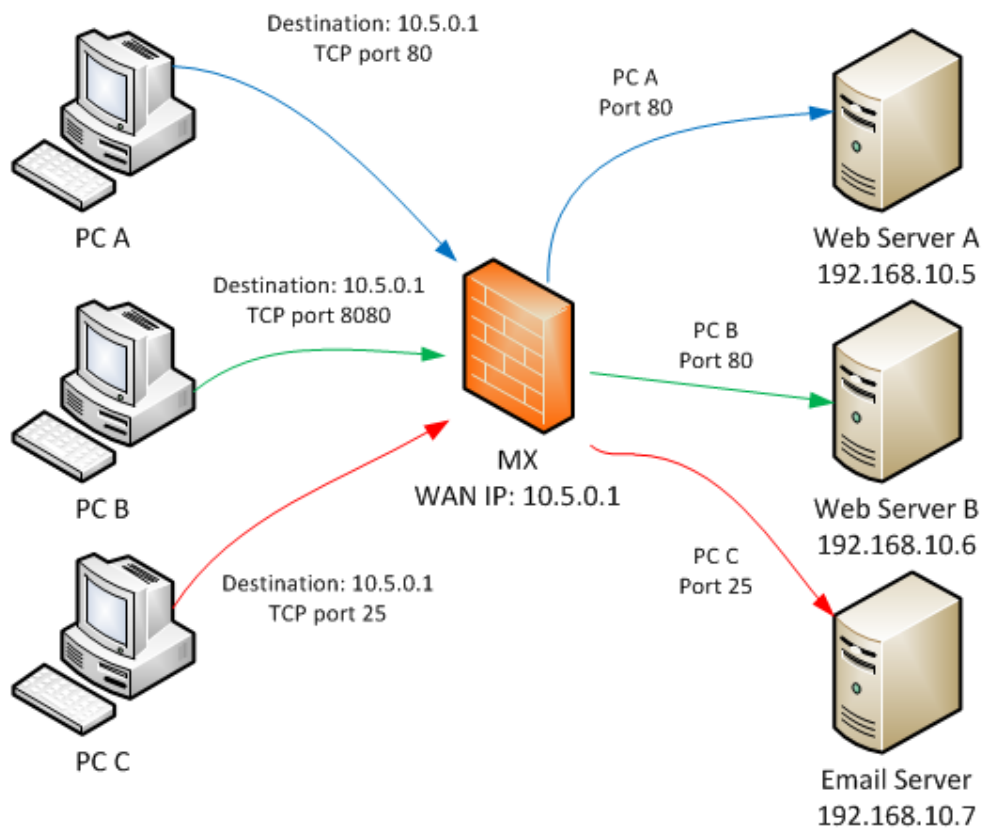 Destination: 10.5.0.1
TCP port 80
PC A
Port 80
PC A
Web Server A
192.168.10.5
Destination: 10.5.0.1
TCP port 8080
PC B
Port 80
MX
WAN IP: 10.5.0.1
PC B
Web Server B
192.168.10.6
Destination: 10.5.0.1
TCP port 25
PC C
Port 25
PC C
Email Server
192.168.10.7